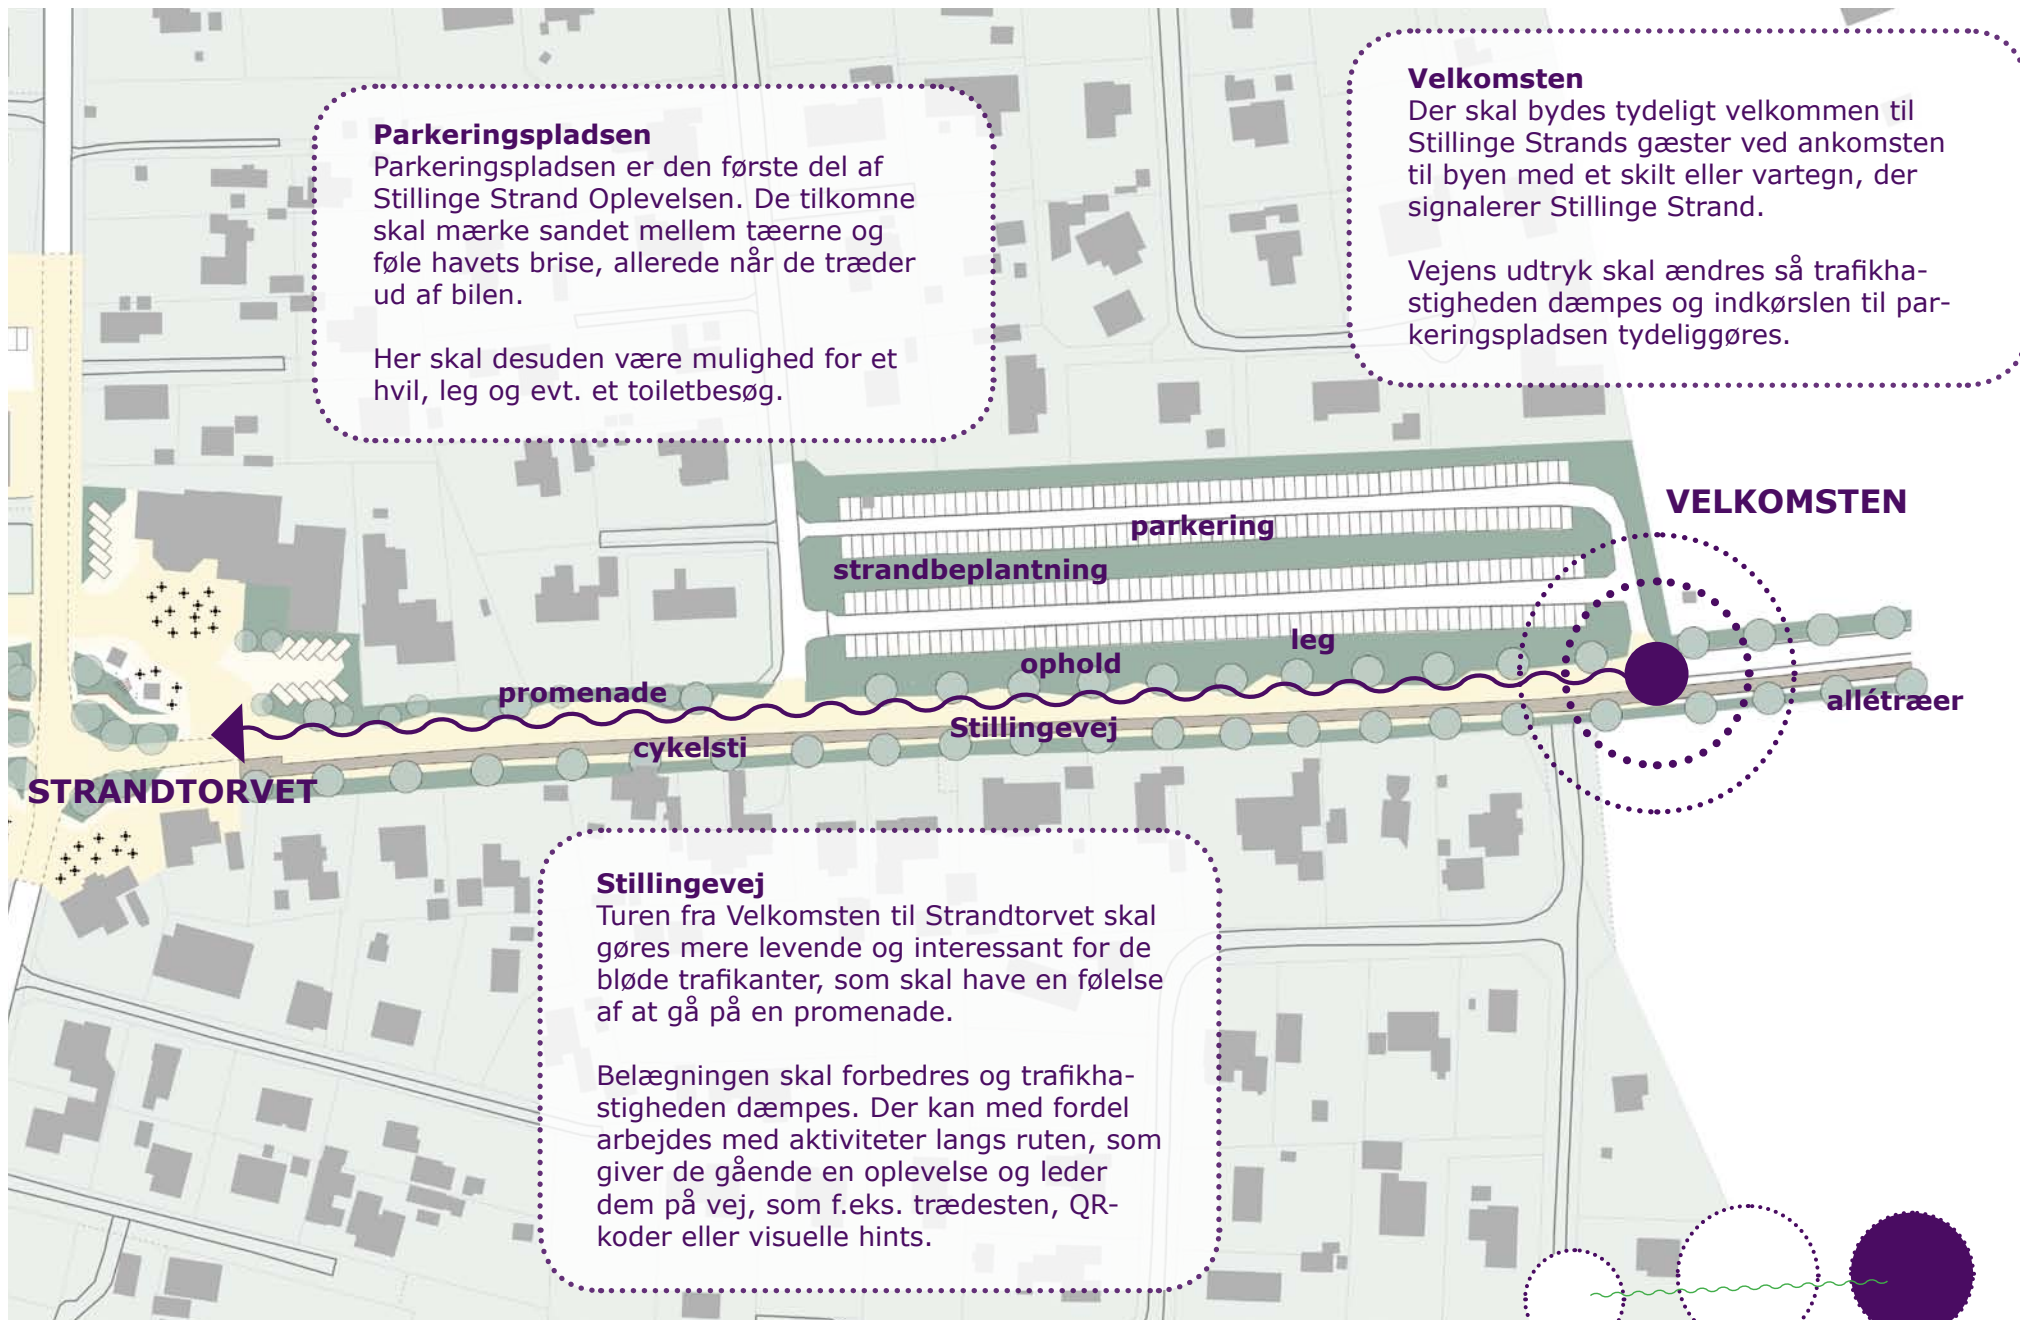 Parkeringspladsen
Parkeringspladsen er den første del af
Stillinge Strand Oplevelsen. De tilkomne
skal mærke sandet mellem tæerne og
føle havets brise, allerede når de træder
ud af bilen.
Her skal desuden være mulighed for et
hvil, leg og evt. et toiletbesøg.
Velkomsten
Der skal bydes tydeligt velkommen til
Stillinge Strands gæster ved ankomsten
til byen med et skilt eller vartegn, der
signalerer Stillinge Strand.
Vejens udtryk skal ændres så trafikha-
stigheden dæmpes og indkørslen til par-
keringspladsen tydeliggøres.
VELKOMSTEN
parkering
strandbeplantning
leg
ophold
promenade
allétræer
Stillingevej
cykelsti
STRANDTORVET
Stillingevej
Turen fra Velkomsten til Strandtorvet skal
gøres mere levende og interessant for de
bløde trafikanter, som skal have en følelse
af at gå på en promenade.
Belægningen skal forbedres og trafikha-
stigheden dæmpes. Der kan med fordel
arbejdes med aktiviteter langs ruten, som
giver de gående en oplevelse og leder
dem på vej, som f.eks. trædesten, QR-
koder eller visuelle hints.